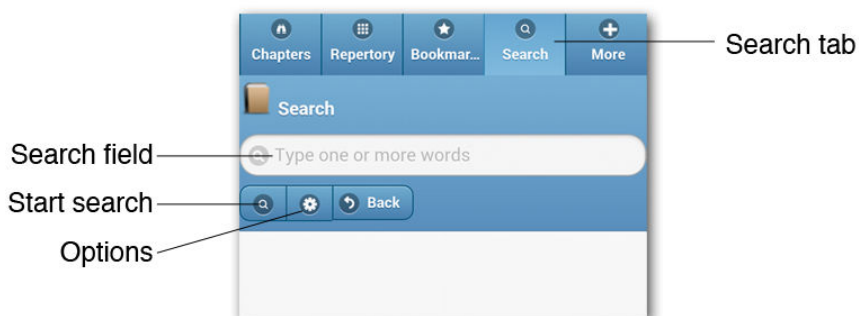 Chapters
Repertory
Bookmar...
Search
More
Search tab
Search
Search field
Type one or more words
Start search
Back
Options